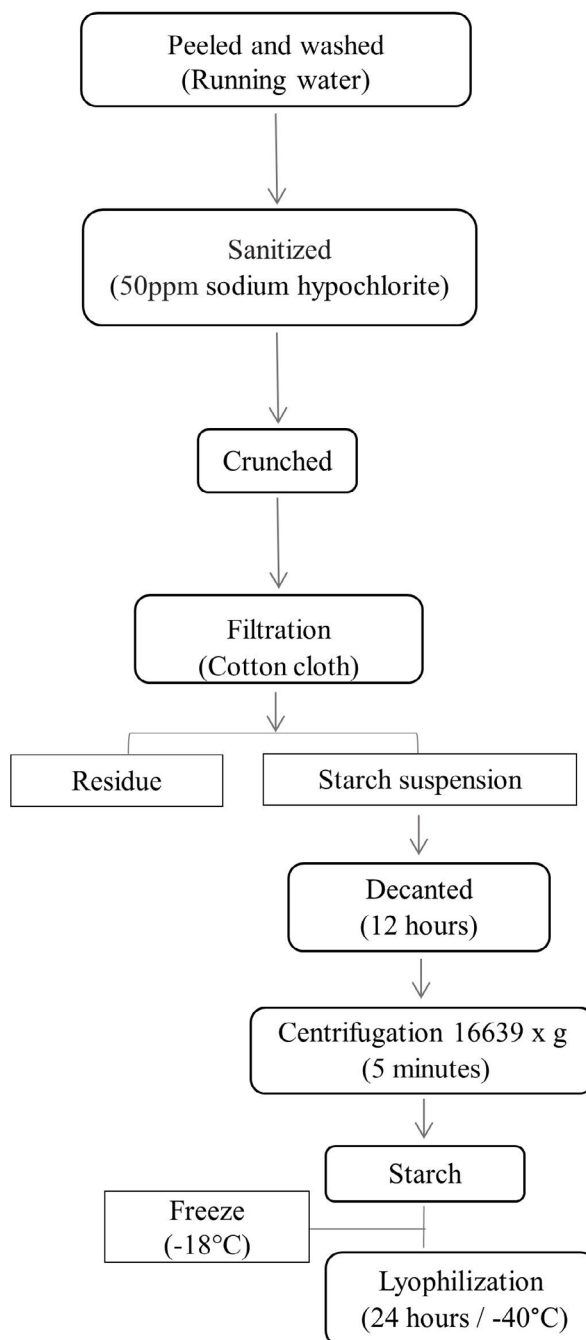 Peeled and washed
(Running water)
Sanitized
(50ppm sodium hypochlorite)
Crunched
Filtration
(Cotton cloth)
Residue
Starch suspension
Decanted
(12 hours)
Centrifugation 16639 x g
(5 minutes)
Starch
Freeze
(-18°C)
Lyophilization
(24 hours / -40°C)